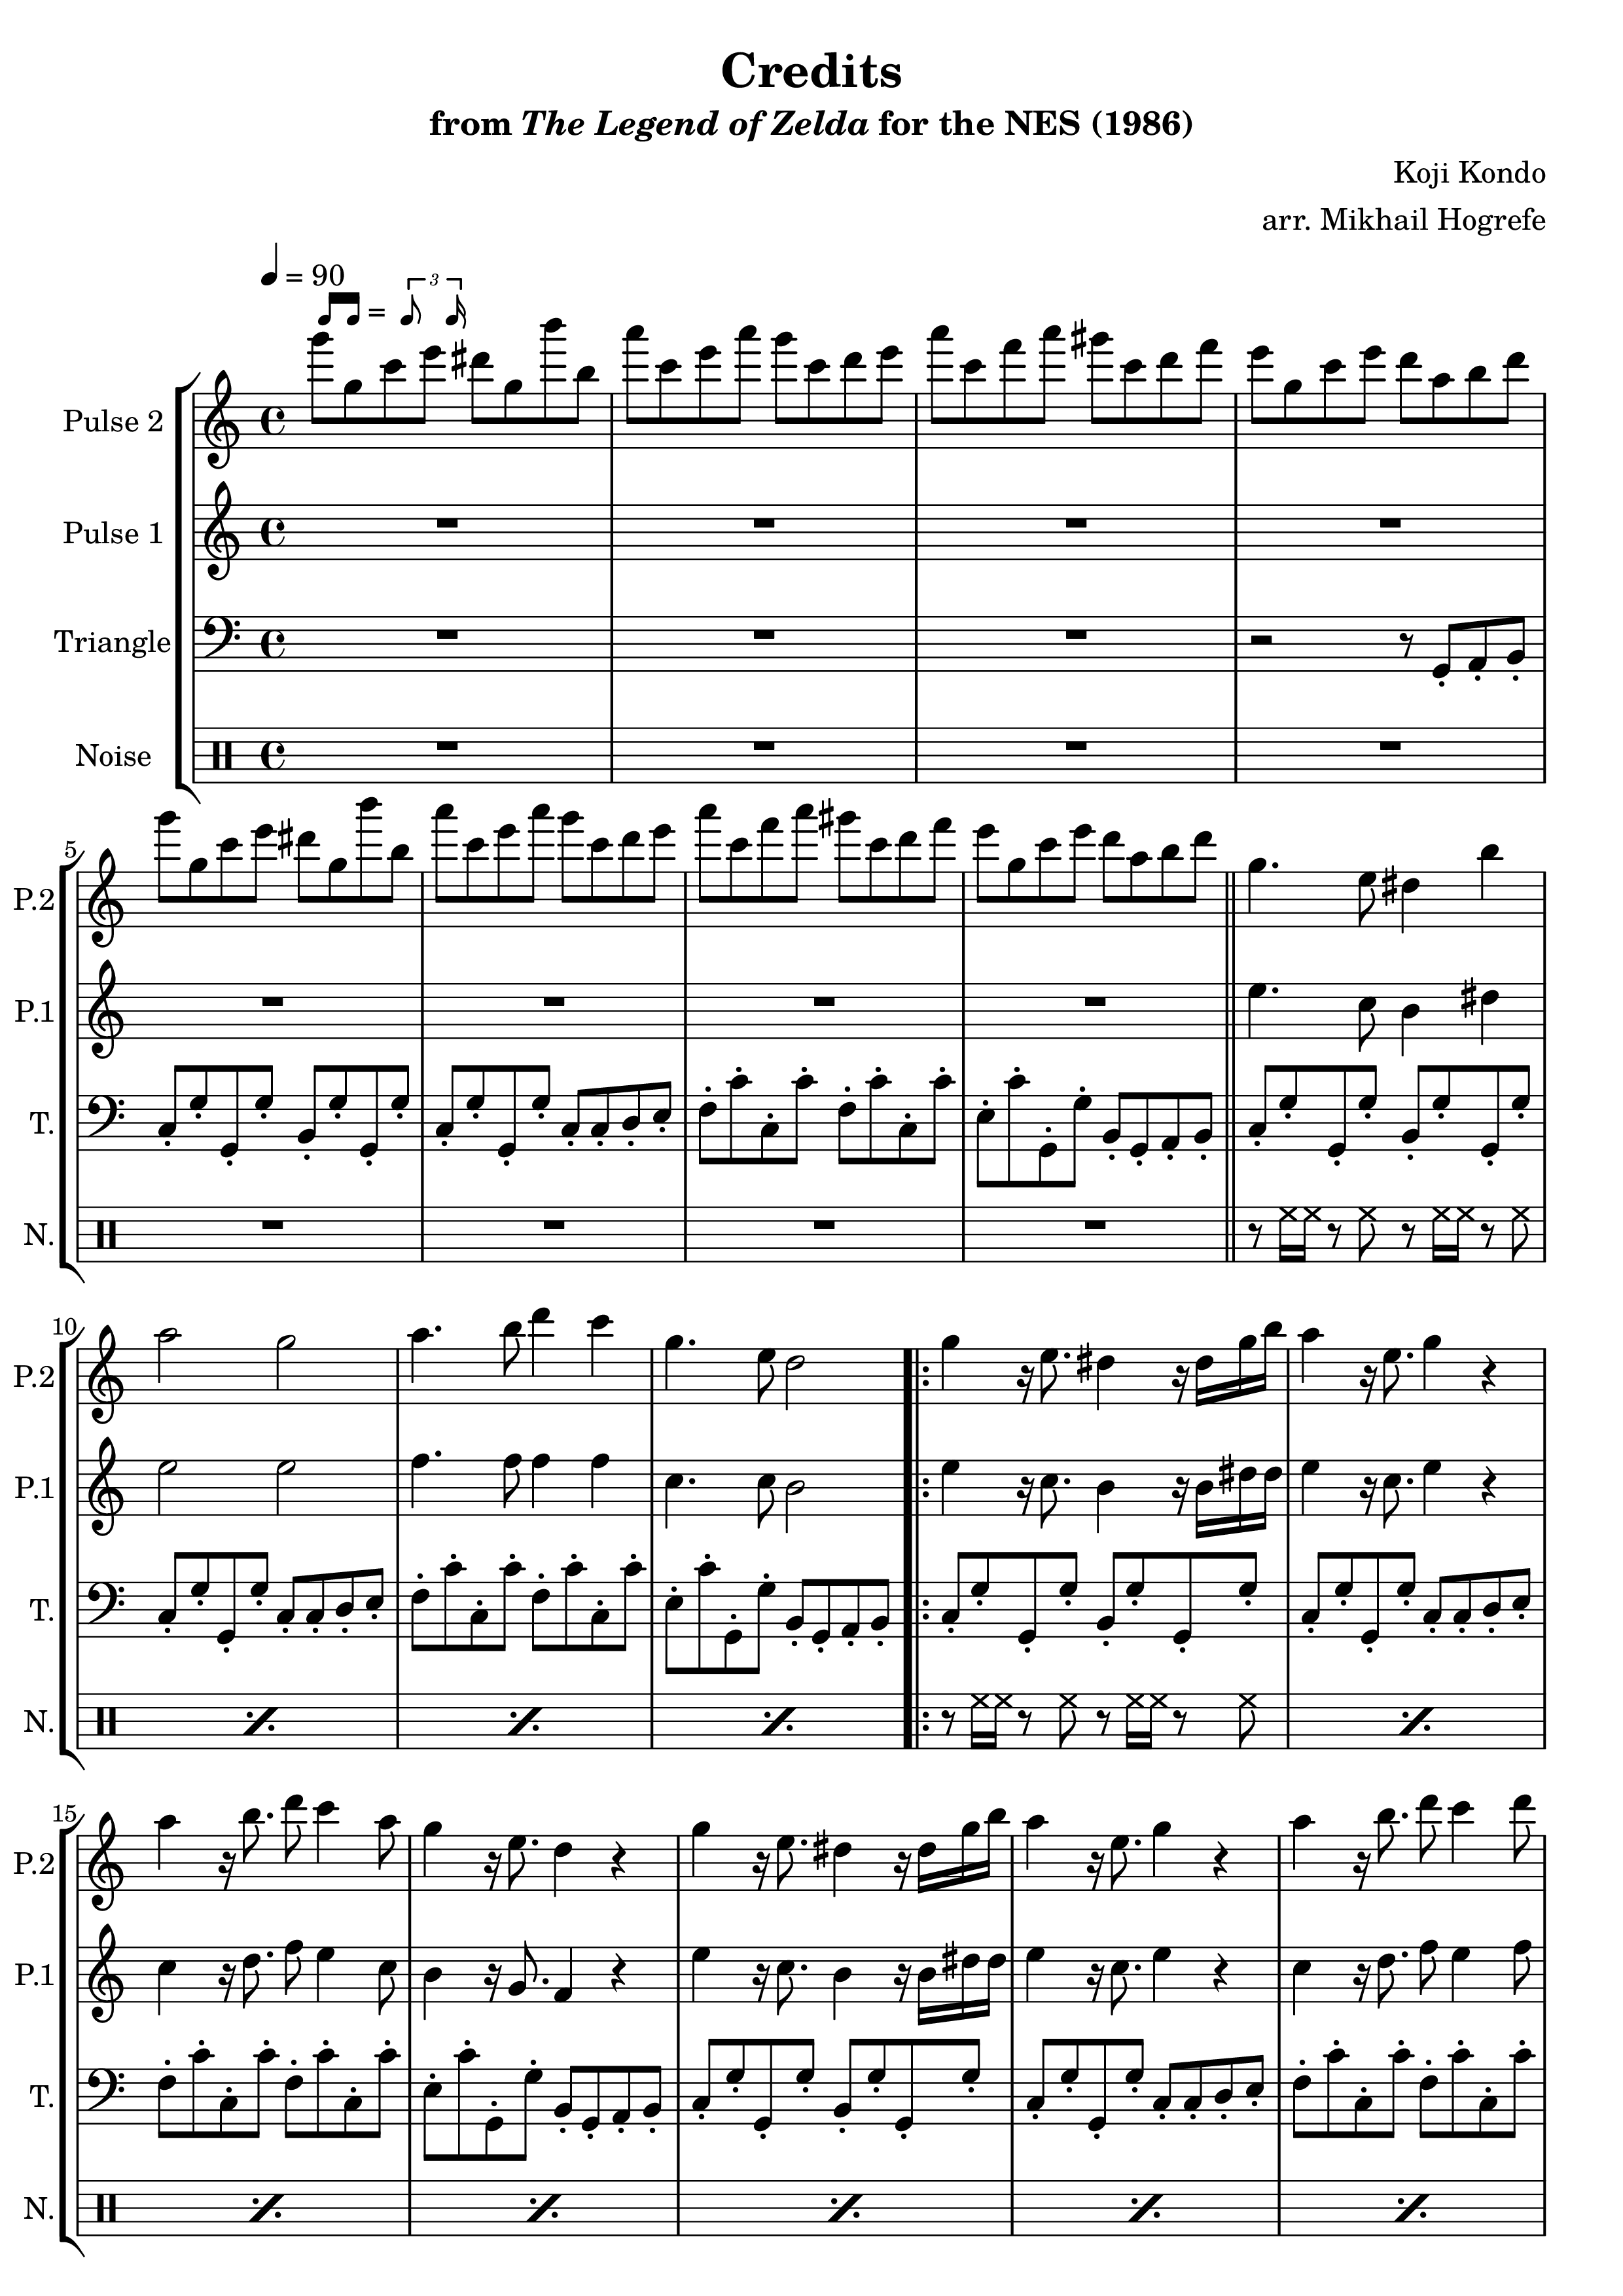 Credits
from The Legend of Zelda for the NES (1986)
Koji Kondo
arr. Mikhail Hogrefe
= 90
= 3
Pulse 2
Pulse 1
Triangle
Noise
5
P.2
P.1
T.
N.
10
P.2
P.1
T.
N.
15
P.2
P.1
T.
N.